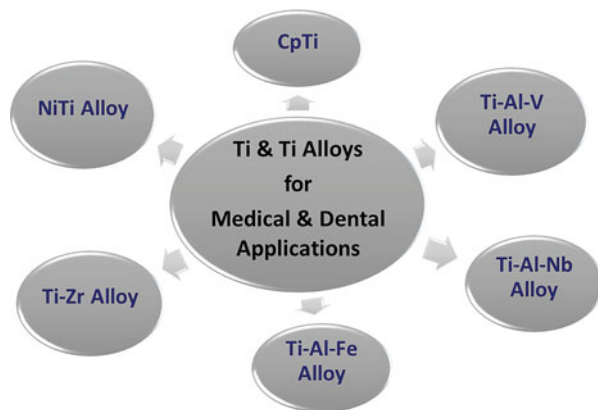 CpTi
NiTi Alloy
Ti-Al-V
Alloy
Ti & Ti Alloys
for
Medical & Dental
Applications
Ti-Zr Alloy
Ti-Al-Nb
Alloy
Ti-Al-Fe
Alloy